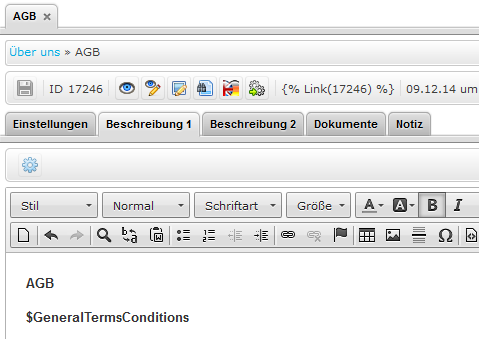 AGB
Über uns » AGB
ID 17246 {% Link(17246) %} 09.12.14 um
Einstellungen Beschreibung 1 Beschreibung 2 Dokumente Notiz
Stil Normal Schriftart Größe A A B I
AGB
$GeneralTermsConditions